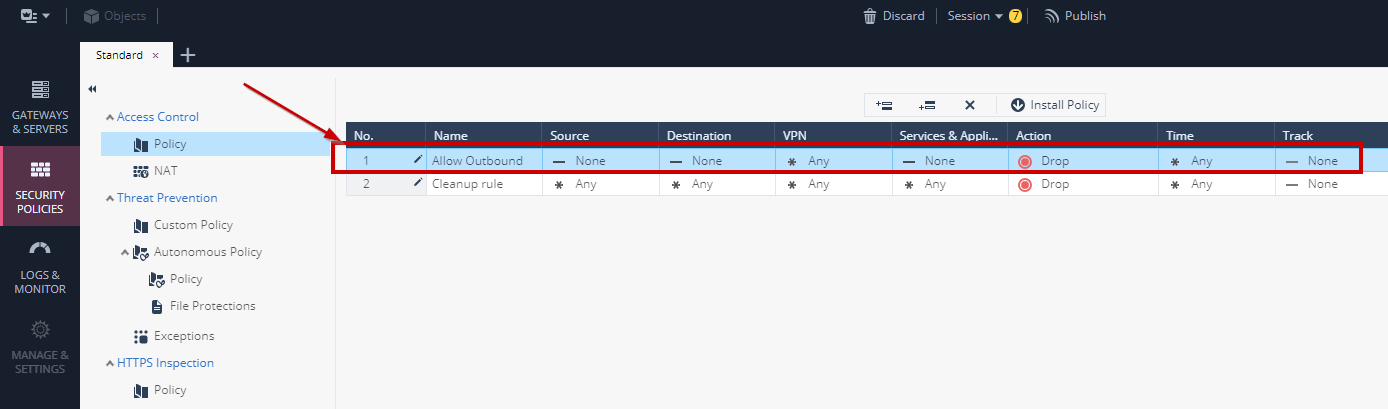 Objects
Discard
Session
7
Publish
Standard ×
GATEWAYS
& SERVERS
SECURITY
POLICIES
LOGS &
MONITOR
MANAGE &
SETTINGS
Access Control
Policy
NAT
Threat Prevention
Custom Policy
Autonomous Policy
Policy
File Protections
Exceptions
HTTPS Inspection
Policy
Install Policy
No. Name Source Destination VPN Services & Appli... Action Time Track
1 Allow Outbound None None Any None Drop Any None
2 Cleanup rule Any Any Any Any Drop Any None